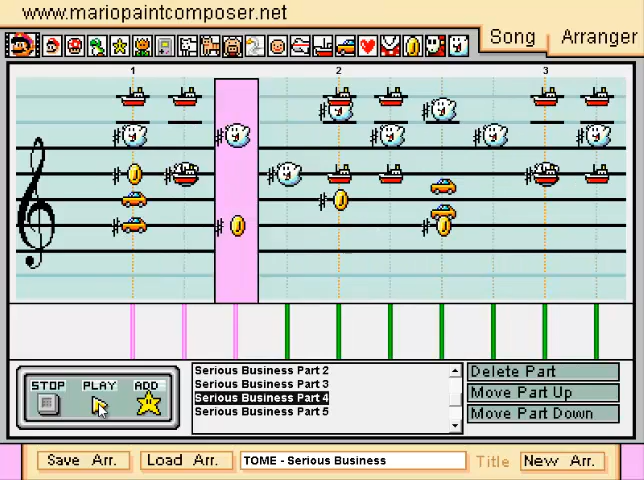 www.mariopaintcomposer.net
Song
Arranger
1
2
3
STOP
PLAY
ADD
Serious Business Part 2
Serious Business Part 3
Serious Business Part 4
Serious Business Part 5
Delete Part
Move Part Up
Move Part Down
Save Arr.
Load Arr.
TOME - Serious Business
Title
New Arr.